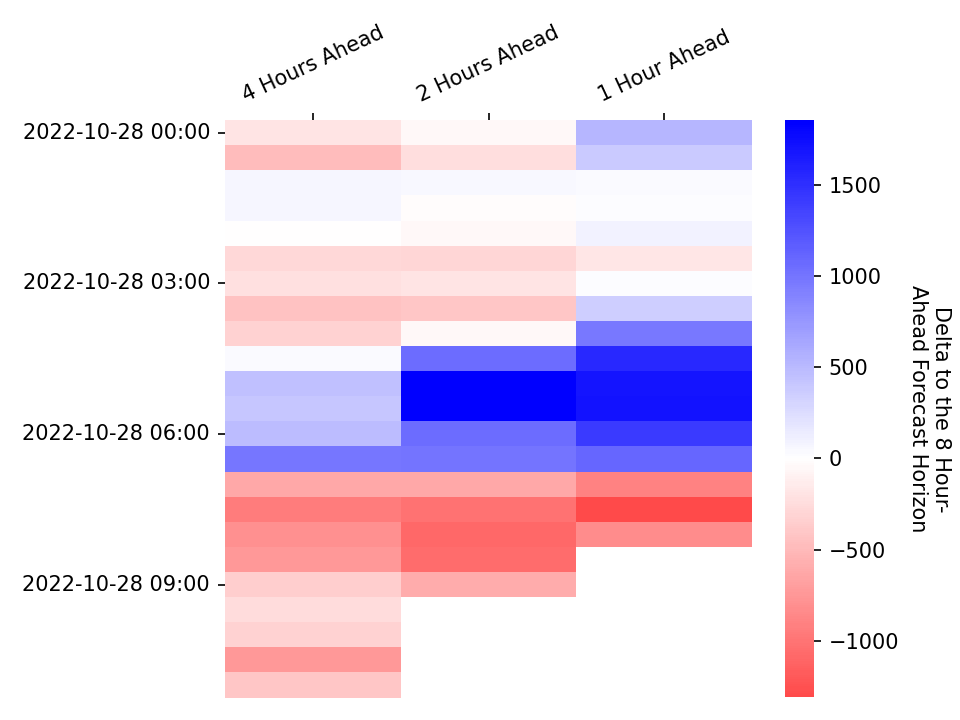 4 Hours Ahead
2 Hours Ahead
1 Hour Ahead
2022-10-28 00:00
2022-10-28 03:00
2022-10-28 06:00
2022-10-28 09:00
1500
1000
500
0
−500
−1000
Delta to the 8 Hour-
Ahead Forecast Horizon